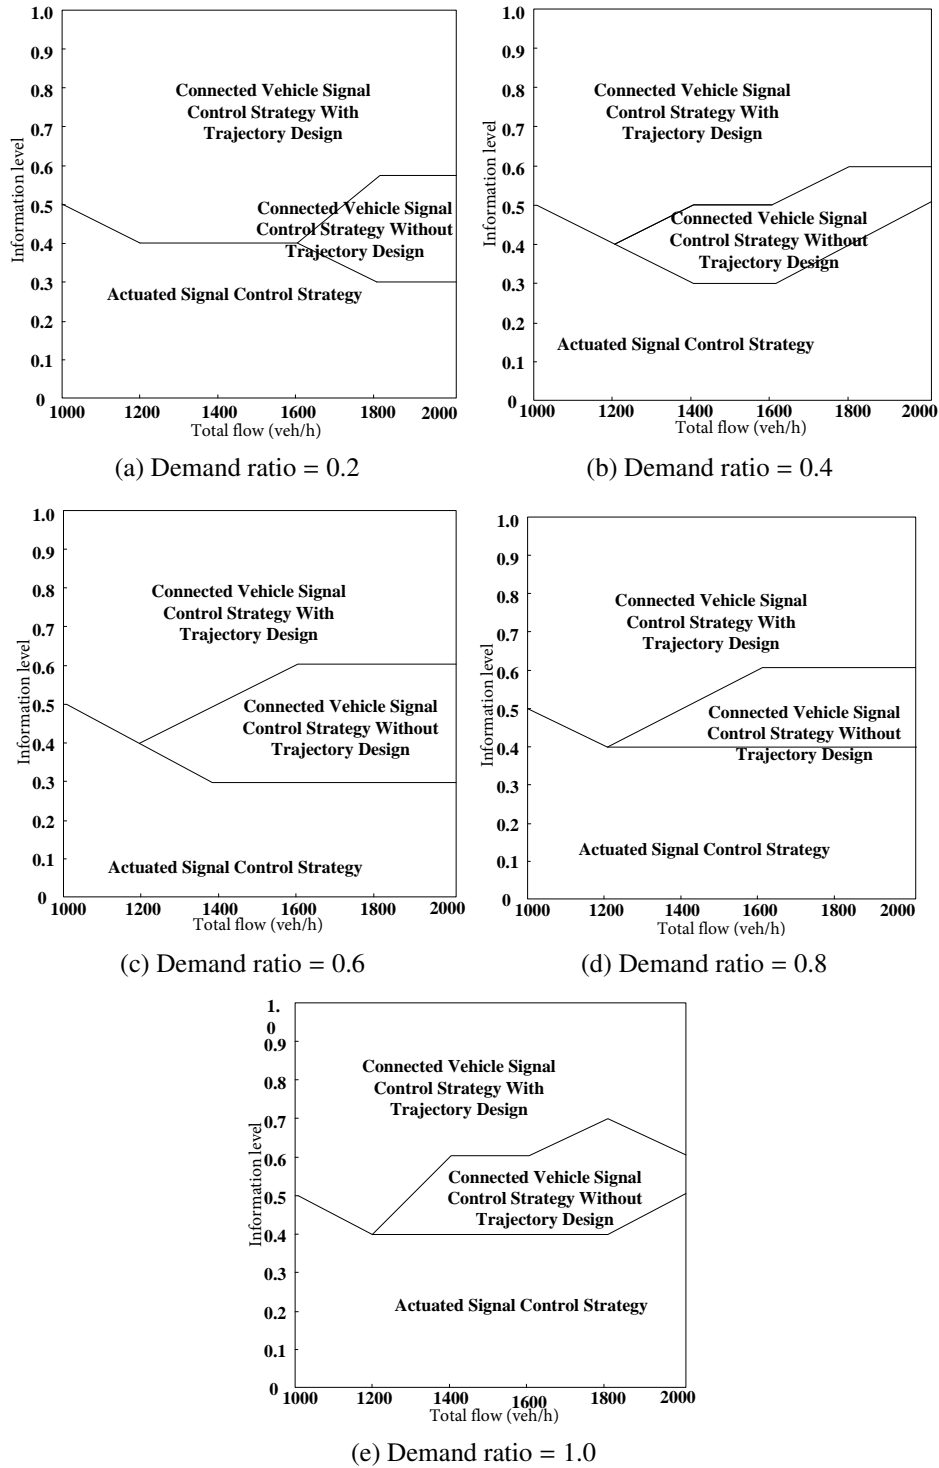 1.0
0.9
0.8
0.7
0.6
0.5
0.4
0.3
0.2
0.1
0
Information level
Connected Vehicle Signal
Control Strategy With
Trajectory Design
Connected Vehicle Signal
Control Strategy Without
Trajectory Design
Actuated Signal Control Strategy
1000 1200 1400 1600 1800 2000
Total flow (veh/h)
(a) Demand ratio = 0.2
1.0
0.9
0.8
0.7
0.6
0.5
0.4
0.3
0.2
0.1
0
Information level
Connected Vehicle Signal
Control Strategy With
Trajectory Design
Connected Vehicle Signal
Control Strategy Without
Trajectory Design
Actuated Signal Control Strategy
1000 1200 1400 1600 1800 2000
Total flow (veh/h)
(b) Demand ratio = 0.4
1.0
0.9
0.8
0.7
0.6
0.5
0.4
0.3
0.2
0.1
0
Information level
Connected Vehicle Signal
Control Strategy With
Trajectory Design
Connected Vehicle Signal
Control Strategy Without
Trajectory Design
Actuated Signal Control Strategy
1000 1200 1400 1600 1800 2000
Total flow (veh/h)
(c) Demand ratio = 0.6
1.0
0.9
0.8
0.7
0.6
0.5
0.4
0.3
0.2
0.1
0
Information level
Connected Vehicle Signal
Control Strategy With
Trajectory Design
Connected Vehicle Signal
Control Strategy Without
Trajectory Design
Actuated Signal Control Strategy
1000 1200 1400 1600 1800 2000
Total flow (veh/h)
(d) Demand ratio = 0.8
1.
0
0.9
0.8
0.7
0.6
0.5
0.4
0.3
0.2
0.1
0
Information level
Connected Vehicle Signal
Control Strategy With
Trajectory Design
Connected Vehicle Signal
Control Strategy Without
Trajectory Design
Actuated Signal Control Strategy
1000 1200 1400 1600 1800 2000
Total flow (veh/h)
(e) Demand ratio = 1.0